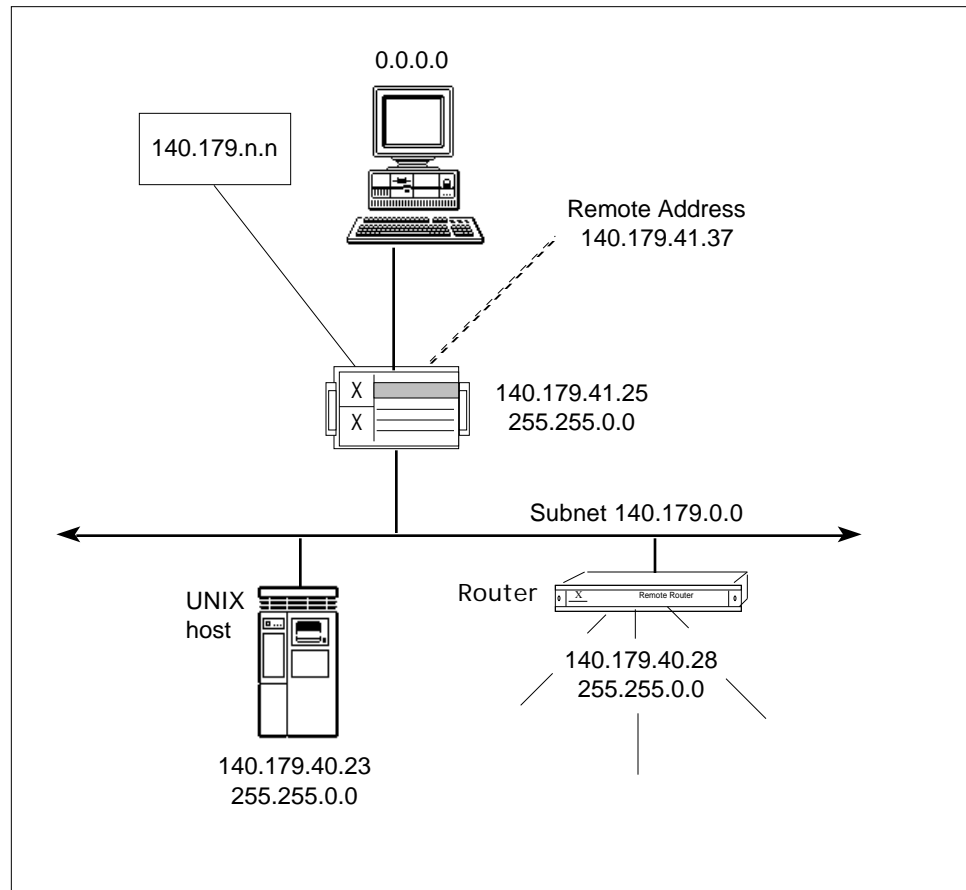 0.0.0.0
140.179.n.n
Remote Address
140.179.41.37
X
X
140.179.41.25
255.255.0.0
Subnet 140.179.0.0
UNIX
host
Router
X
Remote Router
140.179.40.28
255.255.0.0
140.179.40.23
255.255.0.0